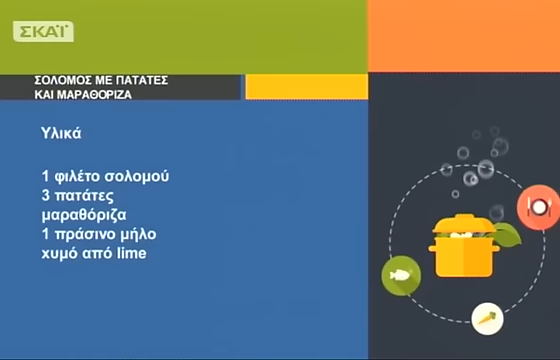 ΣΚΑΪ
ΣΟΛΟΜΟΣ ΜΕ ΠΑΤΑΤΕΣ
ΚΑΙ ΜΑΡΑΘΟΡΙΖΑ
Υλικά
1 φιλέτο σολομού
3 πατάτες
μαραθόριζα
1 πράσινο μήλο
χυμό από lime